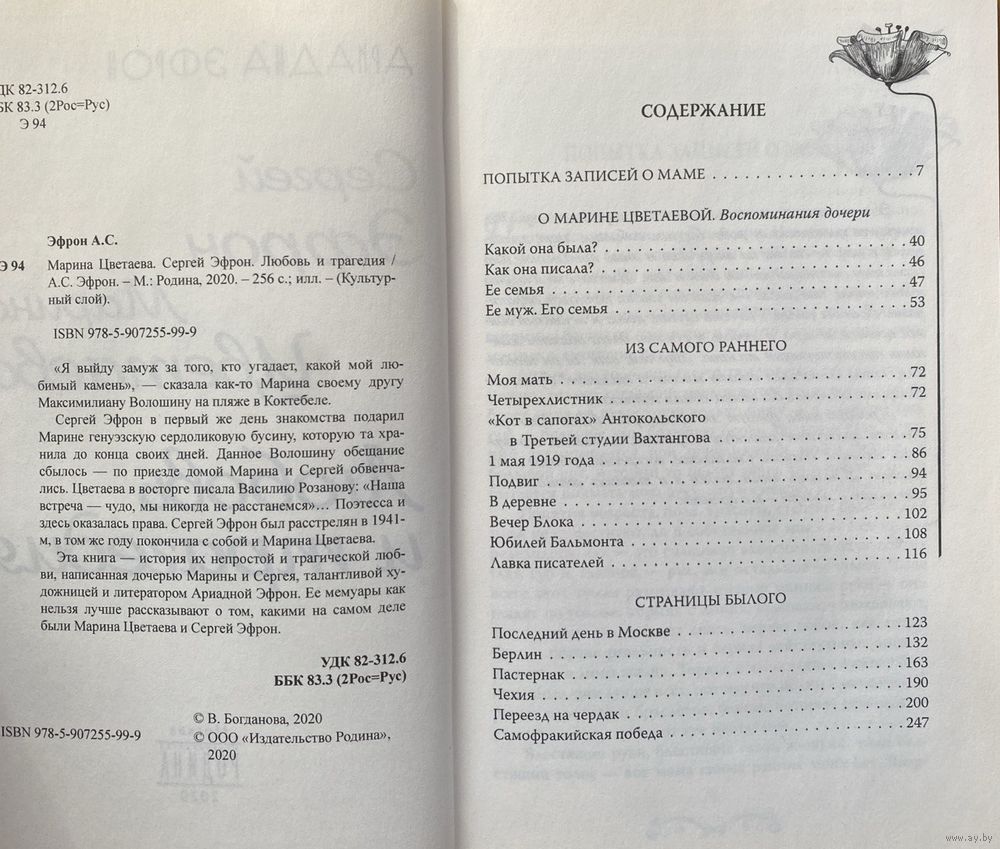 ДК 82-312.6
БК 83.3 (2Рос=Рус)
Э 94
Эфрон А.С.
Э 94 Марина Цветаева. Сергей Эфрон. Любовь и трагедия /
А.С. Эфрон. – М.: Родина, 2020. – 256 с.; илл. – (Культур-
ный слой).
ISBN 978-5-907255-99-9
«Я выйду замуж за того, кто угадает, какой мой лю-
бимый камень», — сказала как-то Марина своему другу
Максимилиану Волошину на пляже в Коктебеле.
Сергей Эфрон в первый же день знакомства подарил
Марине генуэзскую сердоликовую бусину, которую та хра-
нила до конца своих дней. Данное Волошину обещание
сбылось — по приезде домой Марина и Сергей обвенча-
лись. Цветаева в восторге писала Василию Розанову: «Наша
встреча — чудо, мы никогда не расстанемся»… Поэтесса и
здесь оказалась права. Сергей Эфрон был расстрелян в 1941-
м, в том же году покончила с собой и Марина Цветаева.
Эта книга — история их непростой и трагической люб-
ви, написанная дочерью Марины и Сергея, талантливой ху-
дожницей и литератором Ариадной Эфрон. Ее мемуары как
нельзя лучше рассказывают о том, какими на самом деле
были Марина Цветаева и Сергей Эфрон.
УДК 82-312.6
ББК 83.3 (2Рос=Рус)
© В. Богданова, 2020
ISBN 978-5-907255-99-9 © ООО «Издательство Родина»,
2020
СОДЕРЖАНИЕ
ПОПЫТКА ЗАПИСЕЙ О МАМЕ . . . . . . . . . . . . . . . . . . 7
О МАРИНЕ ЦВЕТАЕВОЙ. Воспоминания дочери
Какой она была? . . . . . . . . . . . . . . . . . . . . . . . . . . . 40
Как она писала? . . . . . . . . . . . . . . . . . . . . . . . . . . . 46
Ее семья . . . . . . . . . . . . . . . . . . . . . . . . . . . . . . . . 47
Ее муж. Его семья . . . . . . . . . . . . . . . . . . . . . . . . . . 53
ИЗ САМОГО РАННЕГО
Моя мать . . . . . . . . . . . . . . . . . . . . . . . . . . . . . . . . 72
Четырехлистник . . . . . . . . . . . . . . . . . . . . . . . . . . . 72
«Кот в сапогах» Антокольского
в Третьей студии Вахтангова . . . . . . . . . . . . . . . . . 75
1 мая 1919 года . . . . . . . . . . . . . . . . . . . . . . . . . . . 86
Подвиг . . . . . . . . . . . . . . . . . . . . . . . . . . . . . . . . . 94
В деревне . . . . . . . . . . . . . . . . . . . . . . . . . . . . . . . 95
Вечер Блока . . . . . . . . . . . . . . . . . . . . . . . . . . . . . 102
Юбилей Бальмонта . . . . . . . . . . . . . . . . . . . . . . . . 108
Лавка писателей . . . . . . . . . . . . . . . . . . . . . . . . . . 116
СТРАНИЦЫ БЫЛОГО
Последний день в Москве . . . . . . . . . . . . . . . . . . . 123
Берлин . . . . . . . . . . . . . . . . . . . . . . . . . . . . . . . . . 132
Пастернак . . . . . . . . . . . . . . . . . . . . . . . . . . . . . . 163
Чехия . . . . . . . . . . . . . . . . . . . . . . . . . . . . . . . . . . 190
Переезд на чердак . . . . . . . . . . . . . . . . . . . . . . . . 200
Самофракийская победа . . . . . . . . . . . . . . . . . . . . 247
www.ay.by